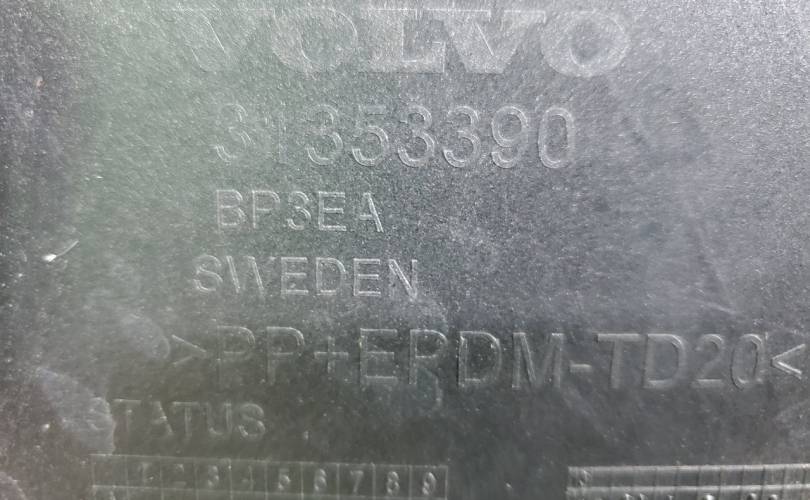 VOLVO
31353390
BP3EA
SWEDEN
>PP+EPDM-TD20<
STATUS
1 2 3 4 5 6 7 8 9